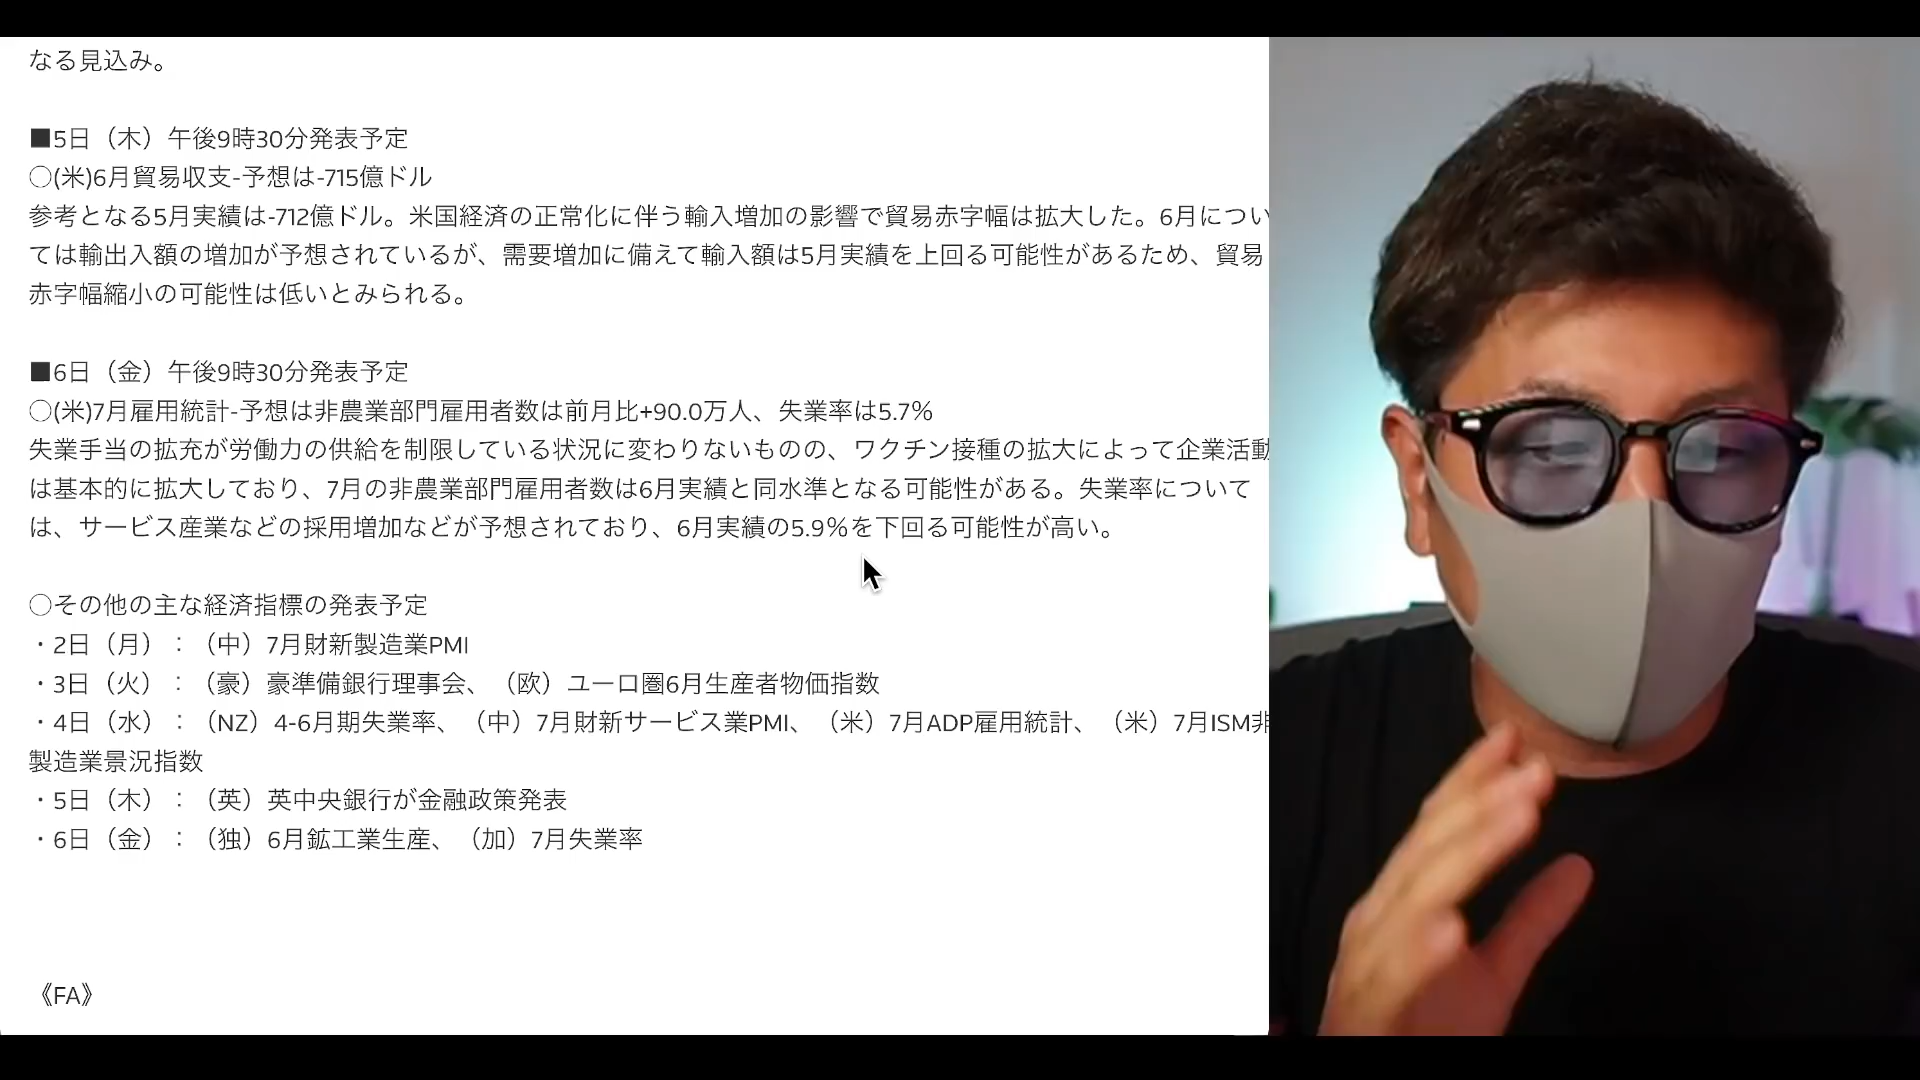 なる見込み。
■5日（木）午後9時30分発表予定
○(米)6月貿易収支-予想は-715億ドル
参考となる5月実績は-712億ドル。米国経済の正常化に伴う輸入増加の影響で貿易赤字幅は拡大した。6月につい
ては輸出入額の増加が予想されているが、需要増加に備えて輸入額は5月実績を上回る可能性があるため、貿易
赤字幅縮小の可能性は低いとみられる。
■6日（金）午後9時30分発表予定
○(米)7月雇用統計-予想は非農業部門雇用者数は前月比+90.0万人、失業率は5.7％
失業手当の拡充が労働力の供給を制限している状況に変わりないものの、ワクチン接種の拡大によって企業活動
は基本的に拡大しており、7月の非農業部門雇用者数は6月実績と同水準となる可能性がある。失業率について
は、サービス産業などの採用増加などが予想されており、6月実績の5.9％を下回る可能性が高い。
○その他の主な経済指標の発表予定
・2日（月）：（中）7月財新製造業PMI
・3日（火）：（豪）豪準備銀行理事会、（欧）ユーロ圏6月生産者物価指数
・4日（水）：（NZ）4-6月期失業率、（中）7月財新サービス業PMI、（米）7月ADP雇用統計、（米）7月ISM非
製造業景況指数
・5日（木）：（英）英中央銀行が金融政策発表
・6日（金）：（独）6月鉱工業生産、（加）7月失業率
《FA》